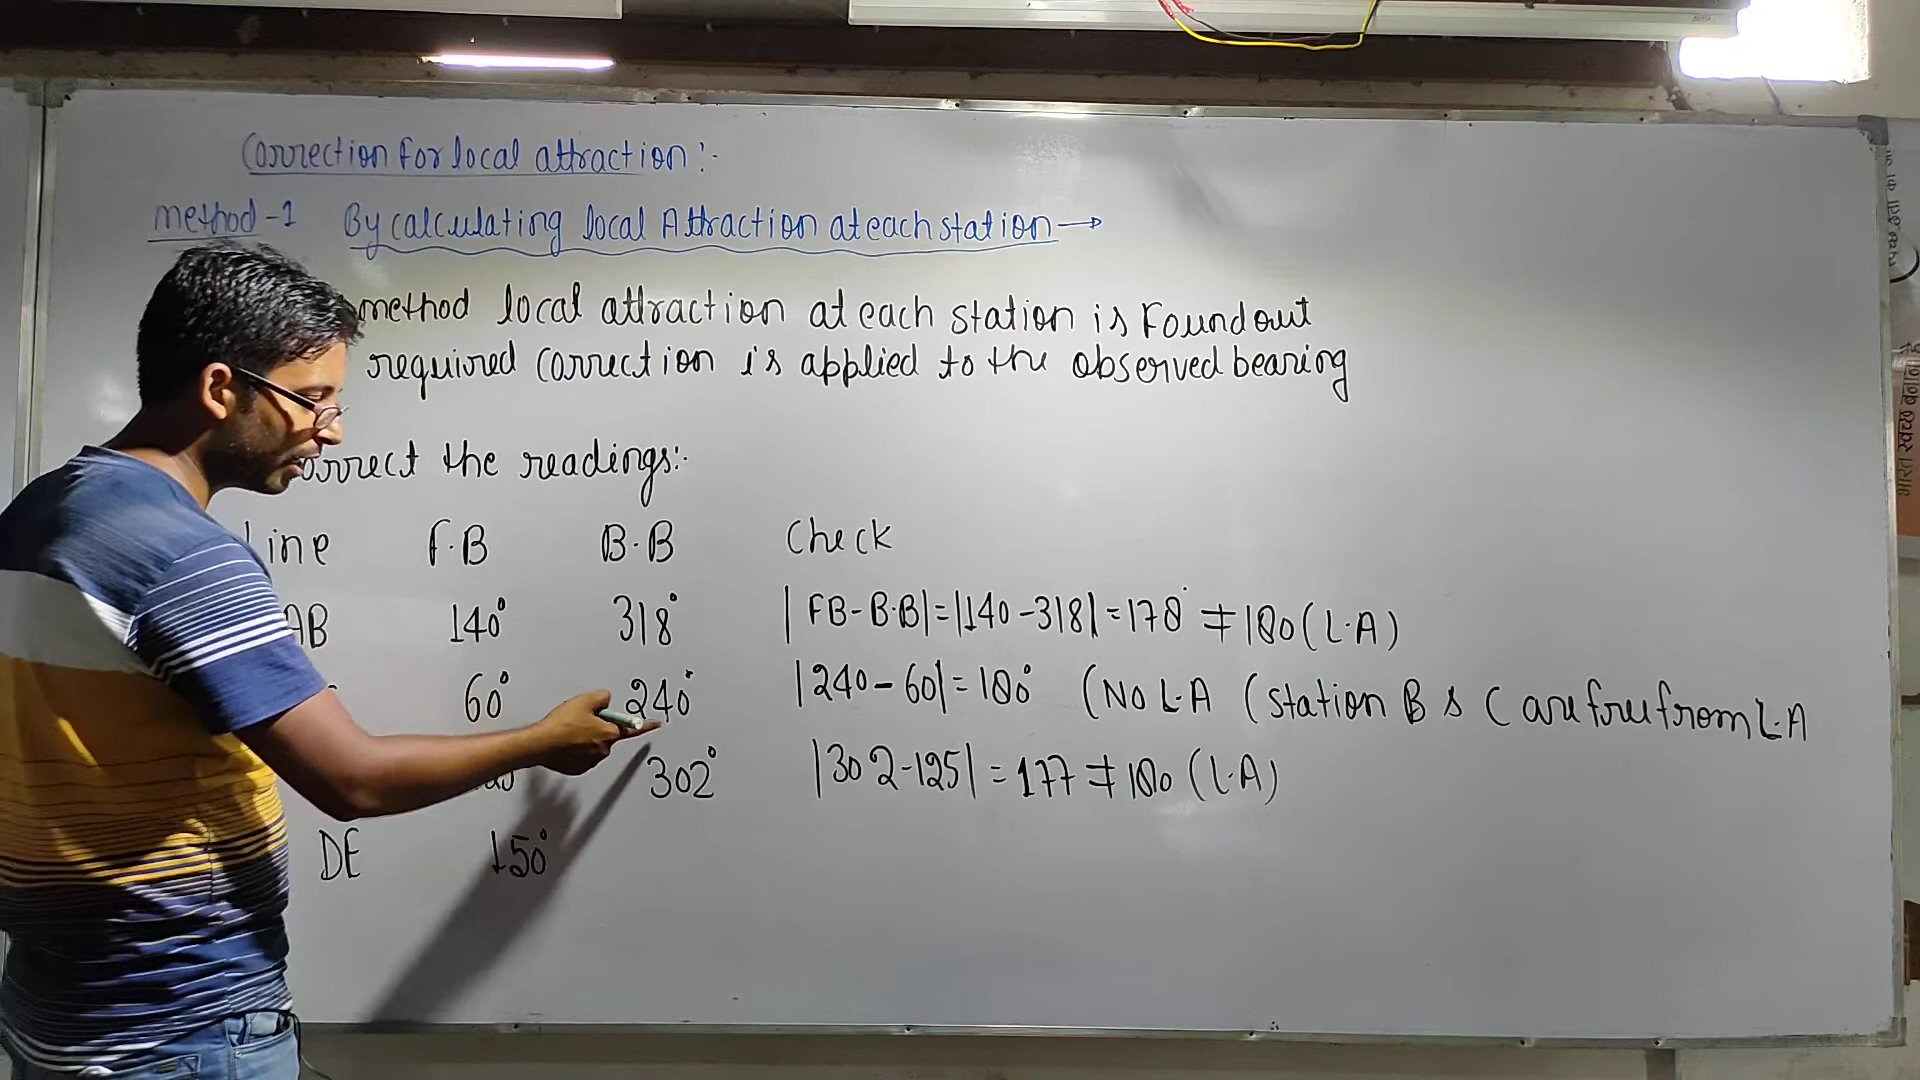 Correction for local attraction:-
method-1 By calculating local Attraction at each station→
method local attraction at each station is Found out
required correction is applied to the observed bearing
orrect the readings:-
ine F.B B.B Check
AB 140° 318° |FB-B.B|=|140-318|=178° ≠ 180 (L.A)
60° 240° |240-60|=180° (No L.A (Station B & C are free from L.A
302° |302-125| = 177 ≠ 180 (L.A)
DE 150°